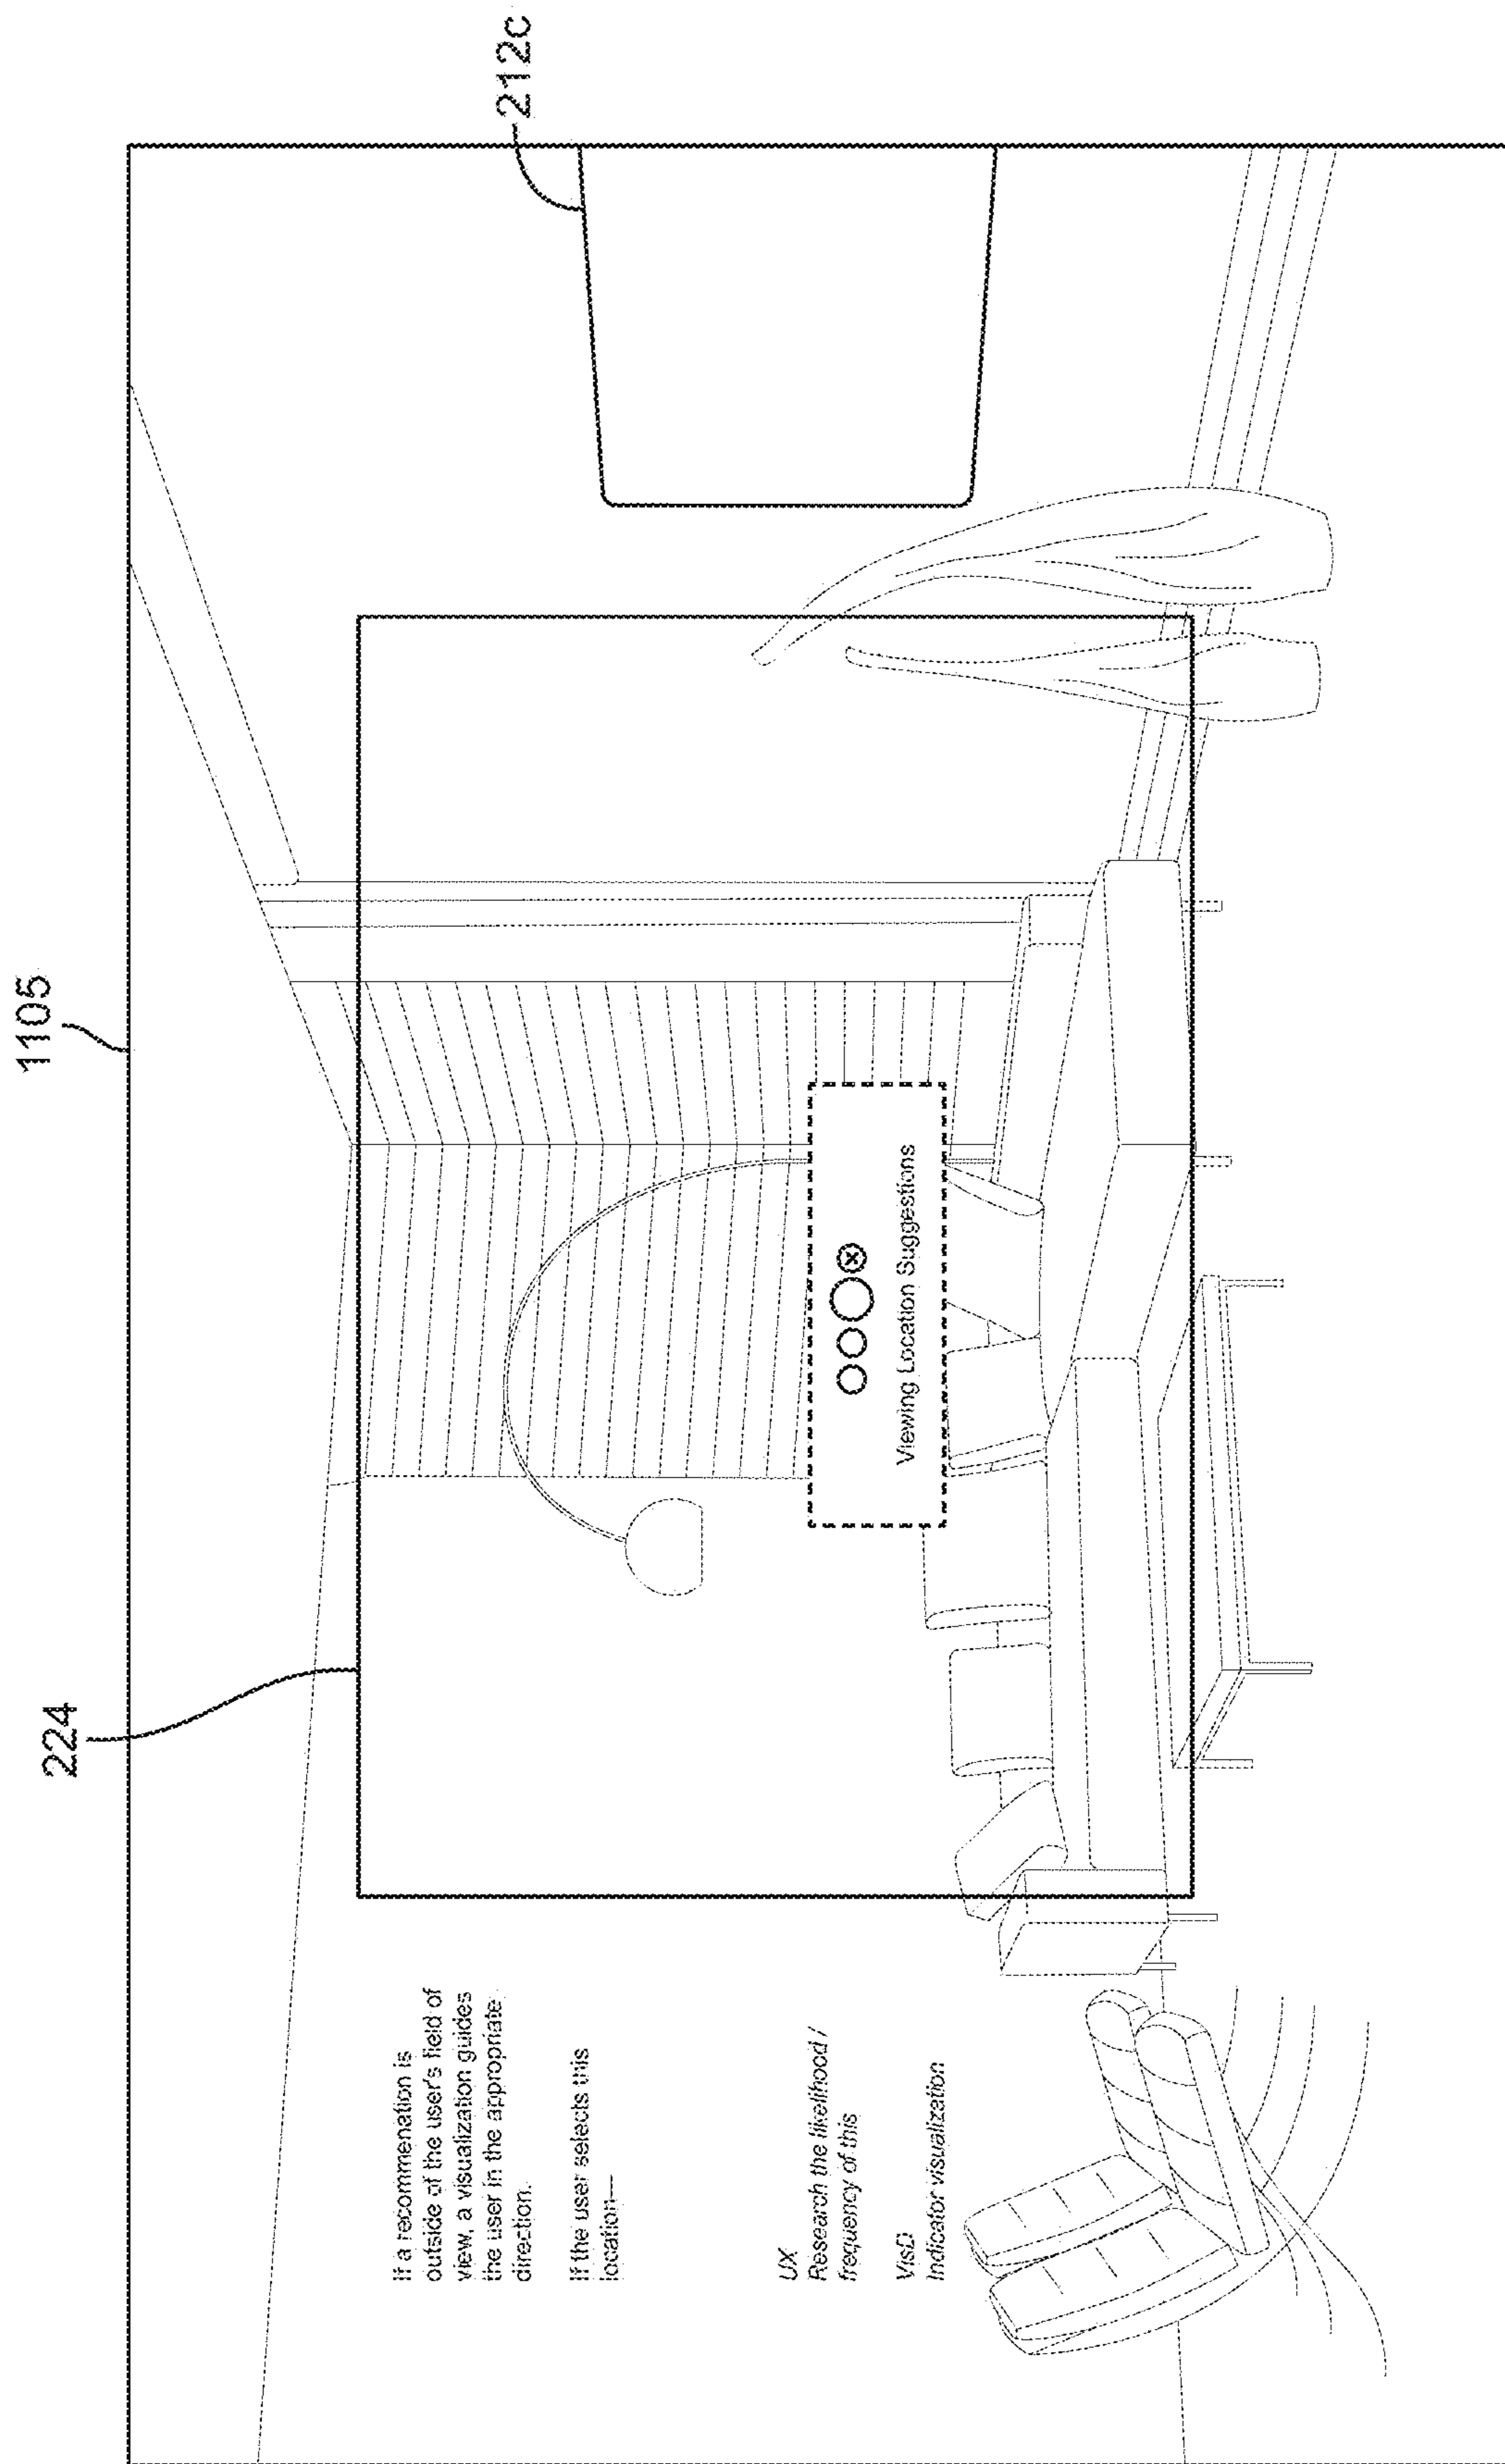 1105
224
212c
If a recommenation is
outside of the user's field of
view, a visualization guides
the user in the appropriate
direction.
If the user selects this
location—
UX
Research the likelihood /
frequency of this
VisD
Indicator visualization
Viewing Location Suggestions